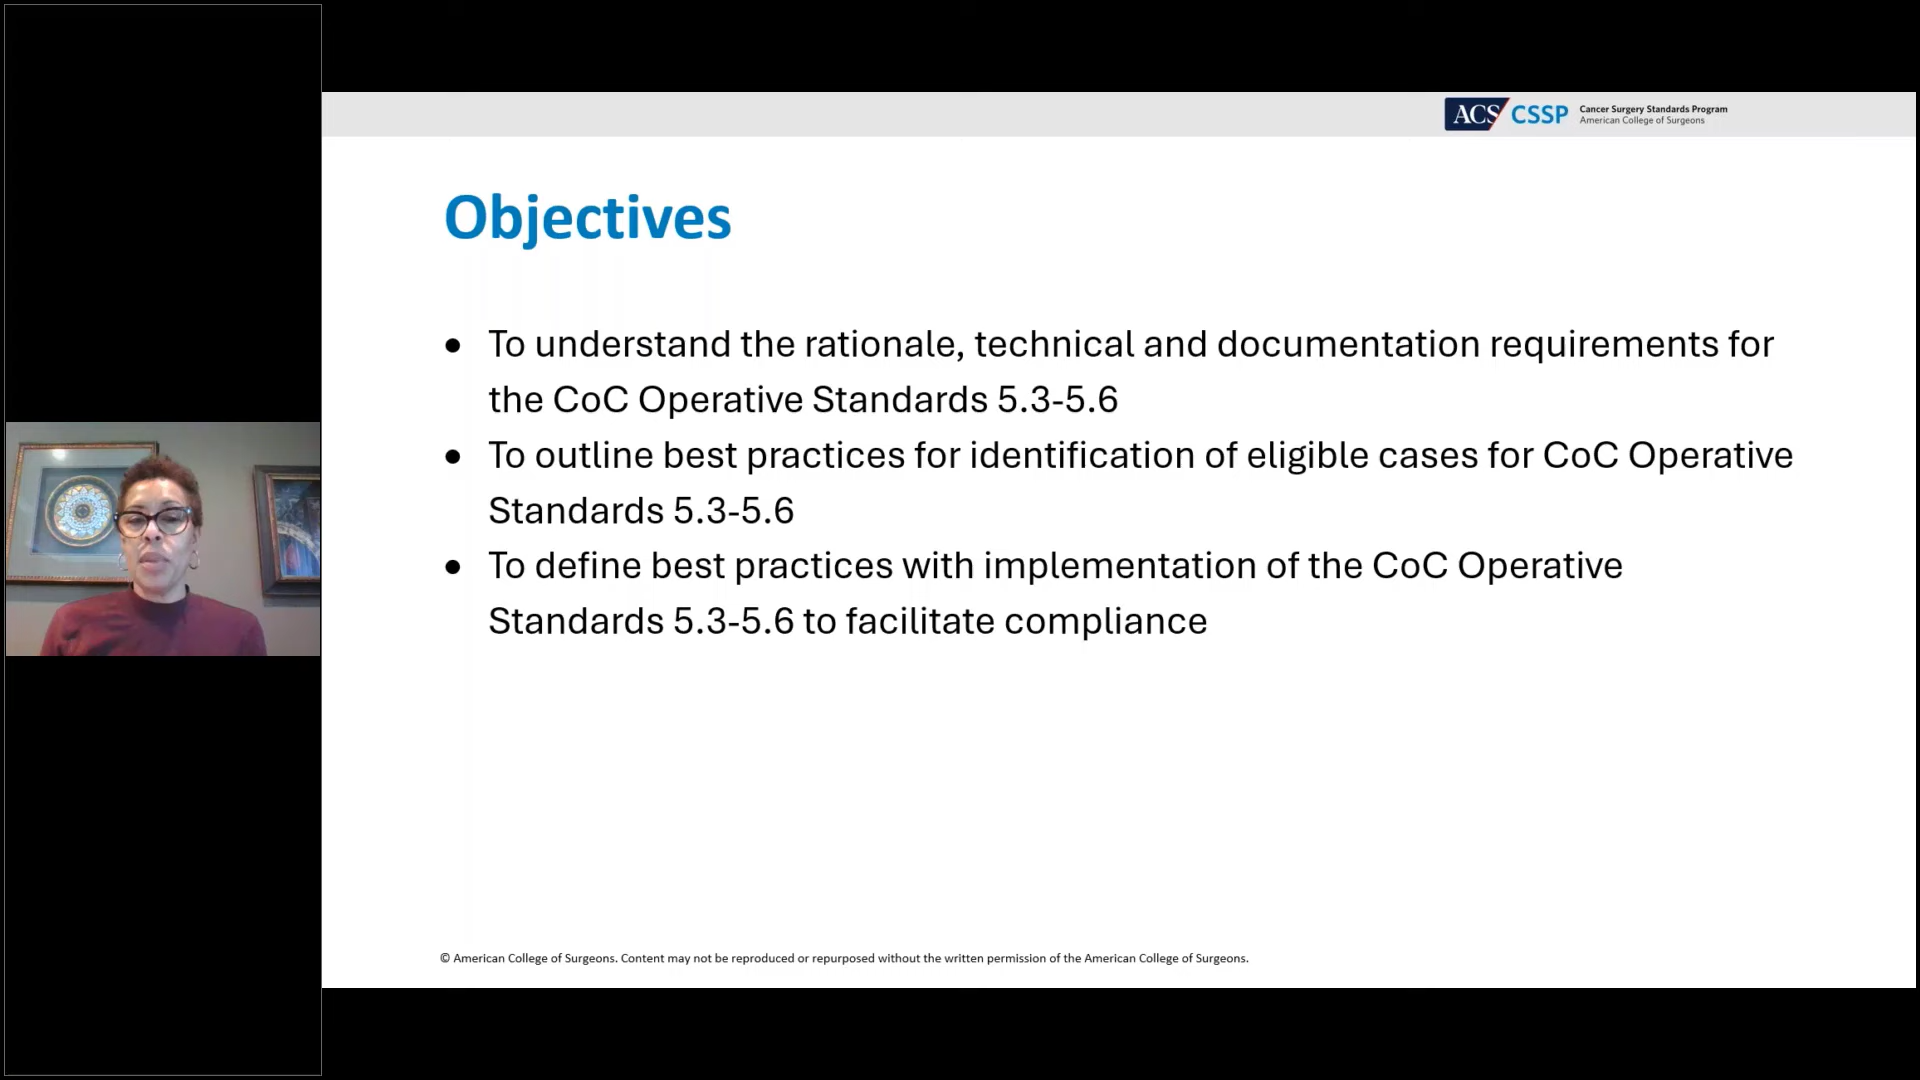 ACS CSSP Cancer Surgery Standards Program
American College of Surgeons
Objectives
• To understand the rationale, technical and documentation requirements for
the CoC Operative Standards 5.3-5.6
• To outline best practices for identification of eligible cases for CoC Operative
Standards 5.3-5.6
• To define best practices with implementation of the CoC Operative
Standards 5.3-5.6 to facilitate compliance
© American College of Surgeons. Content may not be reproduced or repurposed without the written permission of the American College of Surgeons.